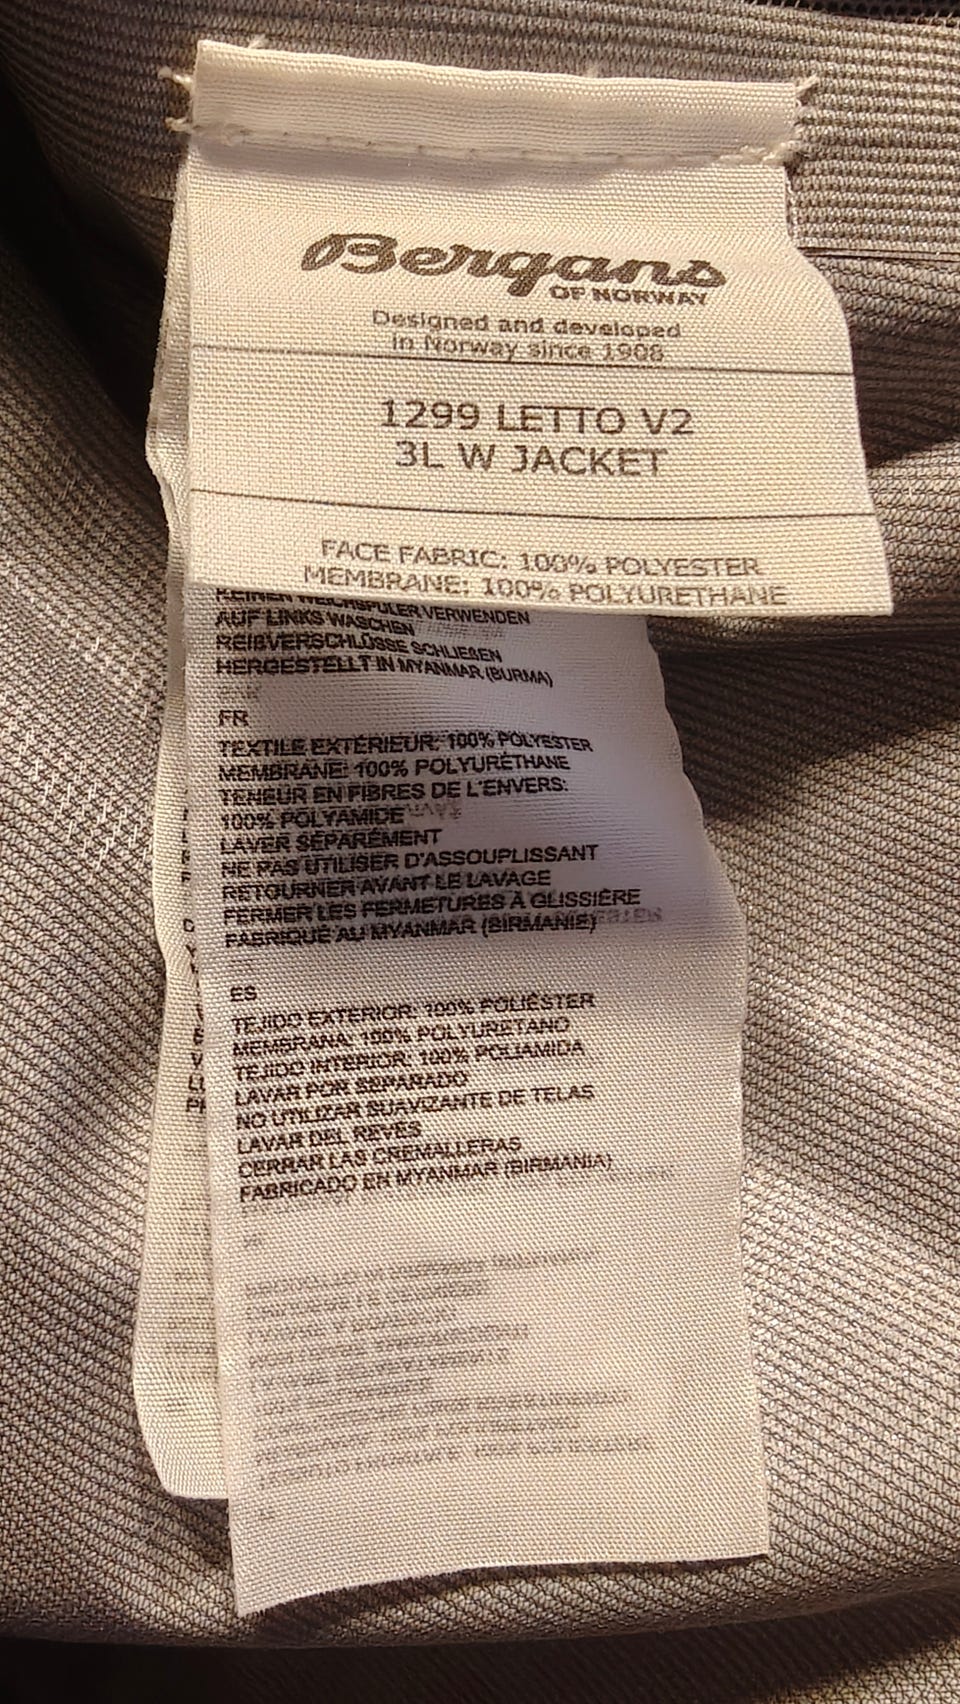 Bergans
OF NORWAY
Designed and developed
in Norway since 1908
1299 LETTO V2
3L W JACKET
FACE FABRIC: 100% POLYESTER
MEMBRANE: 100% POLYURETHANE
KEINEN WEICHSPÜLER VERWENDEN
AUF LINKS WASCHEN
REIßVERSCHLÜSSE SCHLIEßEN
HERGESTELLT IN MYANMAR (BURMA)
FR
TEXTILE EXTÉRIEUR: 100% POLYESTER
MEMBRANE: 100% POLYURÉTHANE
TENEUR EN FIBRES DE L'ENVERS:
100% POLYAMIDE
LAVER SÉPARÉMENT
NE PAS UTILISER D'ASSOUPLISSANT
RETOURNER AVANT LE LAVAGE
FERMER LES FERMETURES À GLISSIÈRE
FABRIQUÉ AU MYANMAR (BIRMANIE)
ES
TEJIDO EXTERIOR: 100% POLIÉSTER
MEMBRANA: 100% POLYURETANO
TEJIDO INTERIOR: 100% POLIAMIDA
LAVAR POR SEPARADO
NO UTILIZAR SUAVIZANTE DE TELAS
LAVAR DEL REVÉS
CERRAR LAS CREMALLERAS
FABRICADO EN MYANMAR (BIRMANIA)